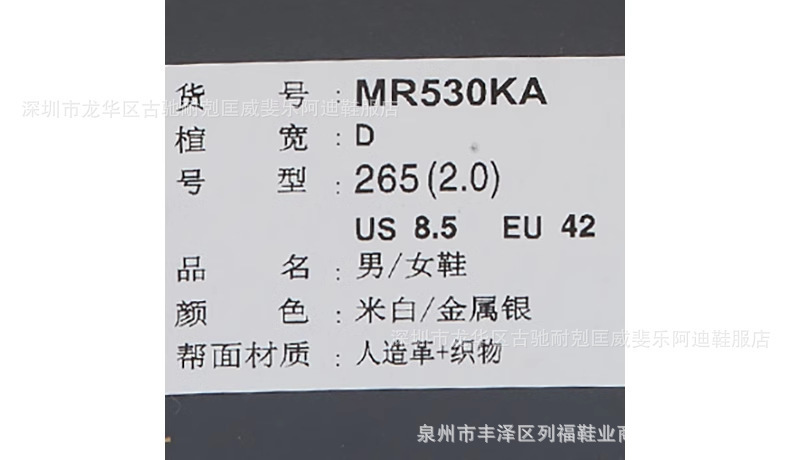 货号:MR530KA
深圳市龙华区古驰耐剋匡威斐乐阿迪鞋服店
楦宽:D
号型:265(2.0)
US 8.5 EU 42
品名:男/女鞋
颜色:米白/金属银
深圳市龙华区古驰耐剋匡威斐乐阿迪鞋服店
帮面材质:人造革+织物
泉州市丰泽区列福鞋业商